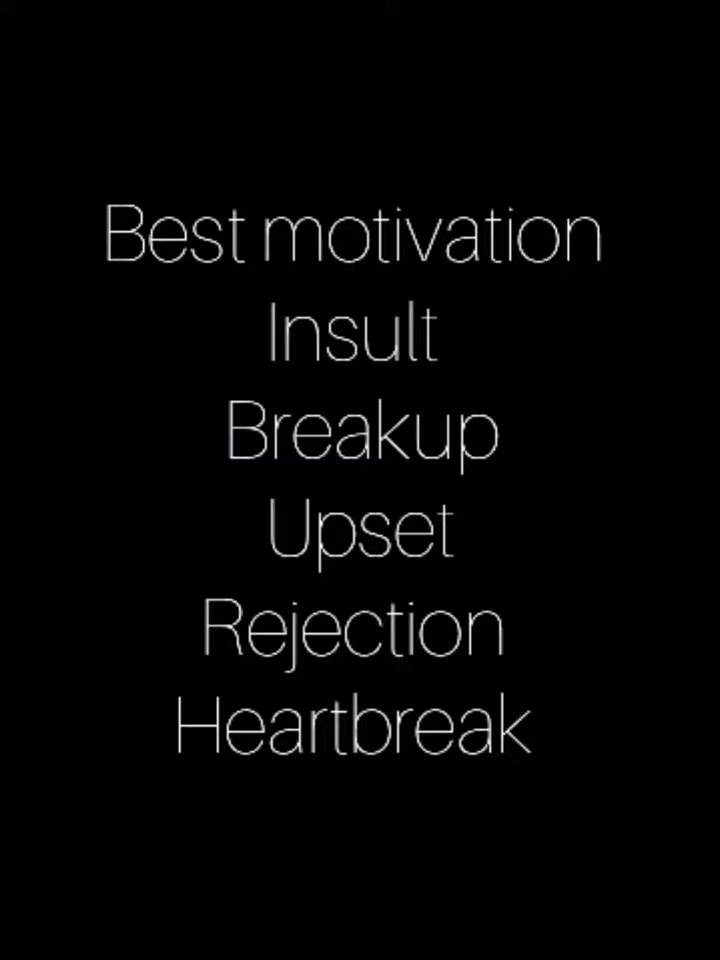 Best motivation
Insult
Breakup
Upset
Rejection
Heartbreak